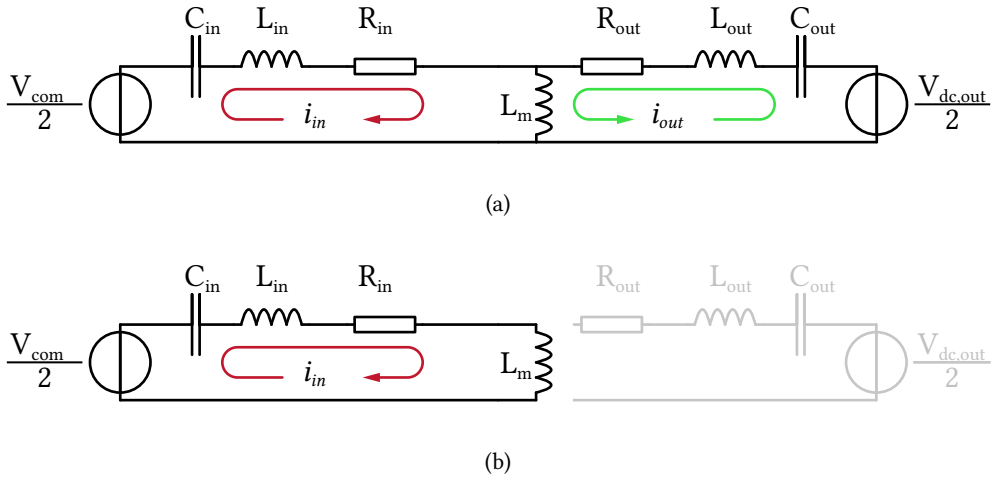 C_in L_in R_in R_out L_out C_out
V_com/2 i_in L_m i_out V_dc,out/2
(a)
C_in L_in R_in R_out L_out C_out
V_com/2 i_in L_m V_dc,out/2
(b)